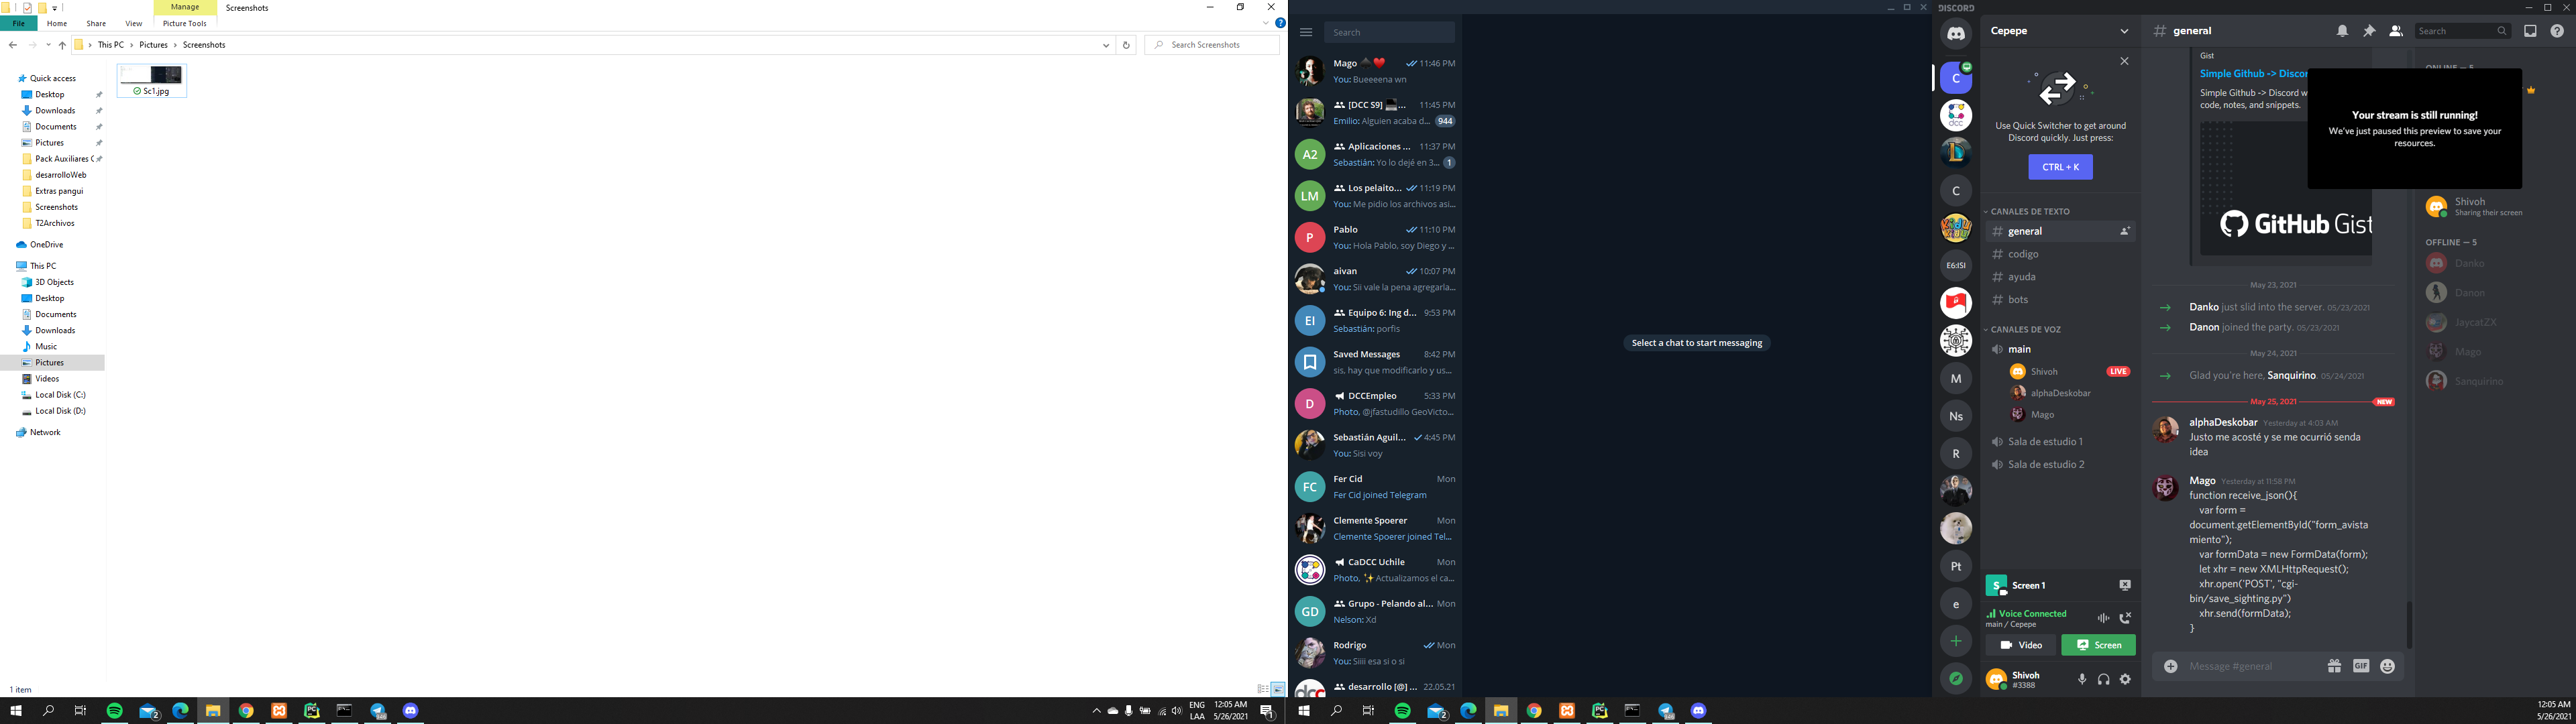 Manage
Screenshots
File
Home
Share
View
Picture Tools
This PC
Pictures
Screenshots
Search Screenshots
Quick access
Desktop
Downloads
Documents
Pictures
Pack Auxiliares C
desarrolloWeb
Extras pangui
Screenshots
T2Archivos
OneDrive
This PC
3D Objects
Desktop
Documents
Downloads
Music
Pictures
Videos
Local Disk (C:)
Local Disk (D:)
Network
Sc1.jpg
1 item
ENG
LAA
12:05 AM
5/26/2021
Search
Mago
11:46 PM
You: Bueeeena wn
[DCC S9]
...
11:45 PM
Emilio: Alguien acaba d...
944
A2
Aplicaciones ...
11:37 PM
Sebastián: Yo lo dejé en 3...
1
LM
Los pelaito...
11:19 PM
You: Me pidio los archivos asi...
P
Pablo
11:10 PM
You: Hola Pablo, soy Diego y ...
aivan
10:07 PM
You: Sii vale la pena agregarla...
EI
Equipo 6: Ing d...
9:53 PM
Sebastián: porfis
Saved Messages
8:42 PM
sis, hay que modificarlo y us...
D
DCCEmpleo
5:33 PM
Photo, @jfastudillo GeoVicto...
Sebastián Aguil...
4:45 PM
You: Sisi voy
FC
Fer Cid
Mon
Fer Cid joined Telegram
Clemente Spoerer
Mon
Clemente Spoerer joined Tel...
CaDCC Uchile
Mon
Photo, ✨ Actualizamos el ca...
GD
Grupo - Pelando al...
Mon
Nelson: Xd
Rodrigo
Mon
You: Siiii esa si o si
dcc
desarrollo [@] ...
22.05.21
Select a chat to start messaging
DISCORD
C
dcc
C
E6:ISI
M
Ns
R
Pt
e
Cepepe
Use Quick Switcher to get around
Discord quickly. Just press:
CTRL + K
CANALES DE TEXTO
general
codigo
ayuda
bots
CANALES DE VOZ
main
Shivoh
LIVE
alphaDeskobar
Mago
Sala de estudio 1
Sala de estudio 2
S
Screen 1
Voice Connected
main / Cepepe
Video
Screen
Shivoh
#3388
general
Search
Gist
Simple Github -> Discor
Simple Github -> Discord w
code, notes, and snippets.
GitHub Gist
Your stream is still running!
We've just paused this preview to save your
resources.
May 23, 2021
Danko just slid into the server. 05/23/2021
Danon joined the party. 05/23/2021
May 24, 2021
Glad you're here, Sanquirino. 05/24/2021
May 25, 2021
NEW
alphaDeskobar Yesterday at 4:03 AM
Justo me acosté y se me ocurrió senda
idea
Mago Yesterday at 11:58 PM
function receive_json(){
var form =
document.getElementById("form_avista
miento");
var formData = new FormData(form);
let xhr = new XMLHttpRequest();
xhr.open('POST', "cgi-
bin/save_sighting.py")
xhr.send(formData);
}
Message #general
GIF
Shivoh
Sharing their screen
OFFLINE — 5
Danko
Danon
JaycatZX
Mago
Sanquirino
12:05 AM
5/26/2021